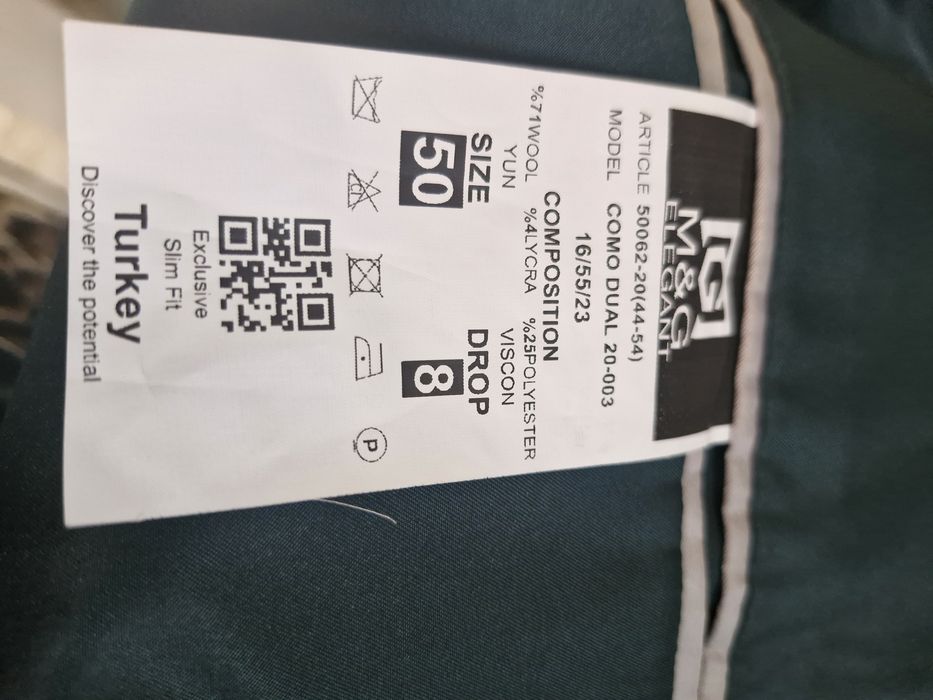 G
M&G
ELEGANT
ARTICLE 50062-20(44-54)
MODEL COMO DUAL 20-003
16/55/23
COMPOSITION
%71WOOL %4LYCRA %25POLYESTER
YUN VISCON
SIZE DROP
50 8
P
Exclusive
Slim Fit
Turkey
Discover the potential